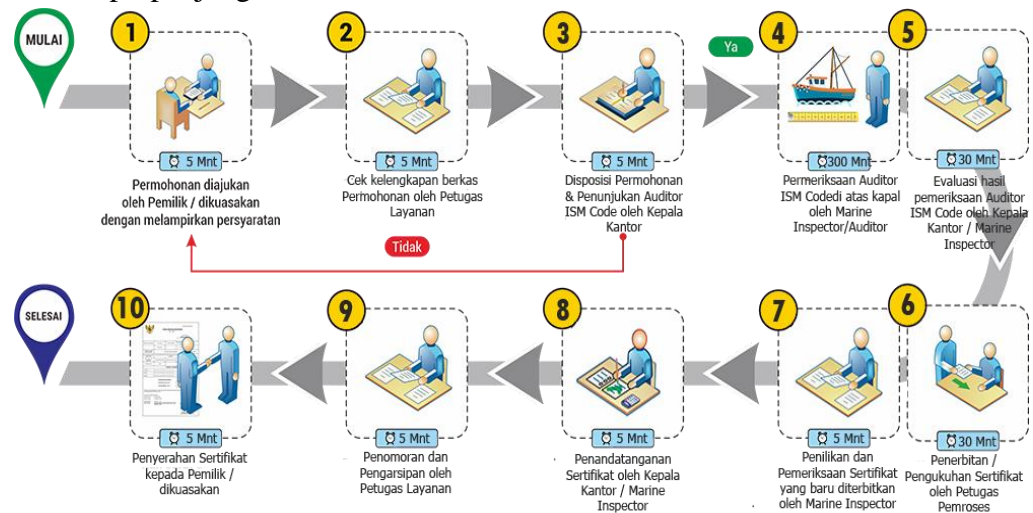 MULAI
1
2
3
Ya
4
5
5 Mnt
Permohonan diajukan
oleh Pemilik / dikuasakan
dengan melampirkan persyaratan
5 Mnt
Cek kelengkapan berkas
Permohonan oleh Petugas
Layanan
5 Mnt
Disposisi Permohonan
& Penunjukan Auditor
ISM Code oleh Kepala
Kantor
300 Mnt
Permeriksaan Auditor
ISM Codedi atas kapal
oleh Marine
Inspector/Auditor
30 Mnt
Evaluasi hasil
pemeriksaan Auditor
ISM Code oleh Kepala
Kantor / Marine
Inspector
Tidak
SELESAI
10
9
8
7
6
5 Mnt
Penyerahan Sertifikat
kepada Pemilik /
dikuasakan
5 Mnt
Penomoran dan
Pengarsipan oleh
Petugas Layanan
5 Mnt
Penandatanganan
Sertifikat oleh Kepala
Kantor / Marine
Inspector
5 Mnt
Penilikan dan
Pemeriksaan Sertifikat
yang baru diterbitkan
oleh Marine Inspector
30 Mnt
Penerbitan /
Pengukuhan Sertifikat
oleh Petugas
Pemroses